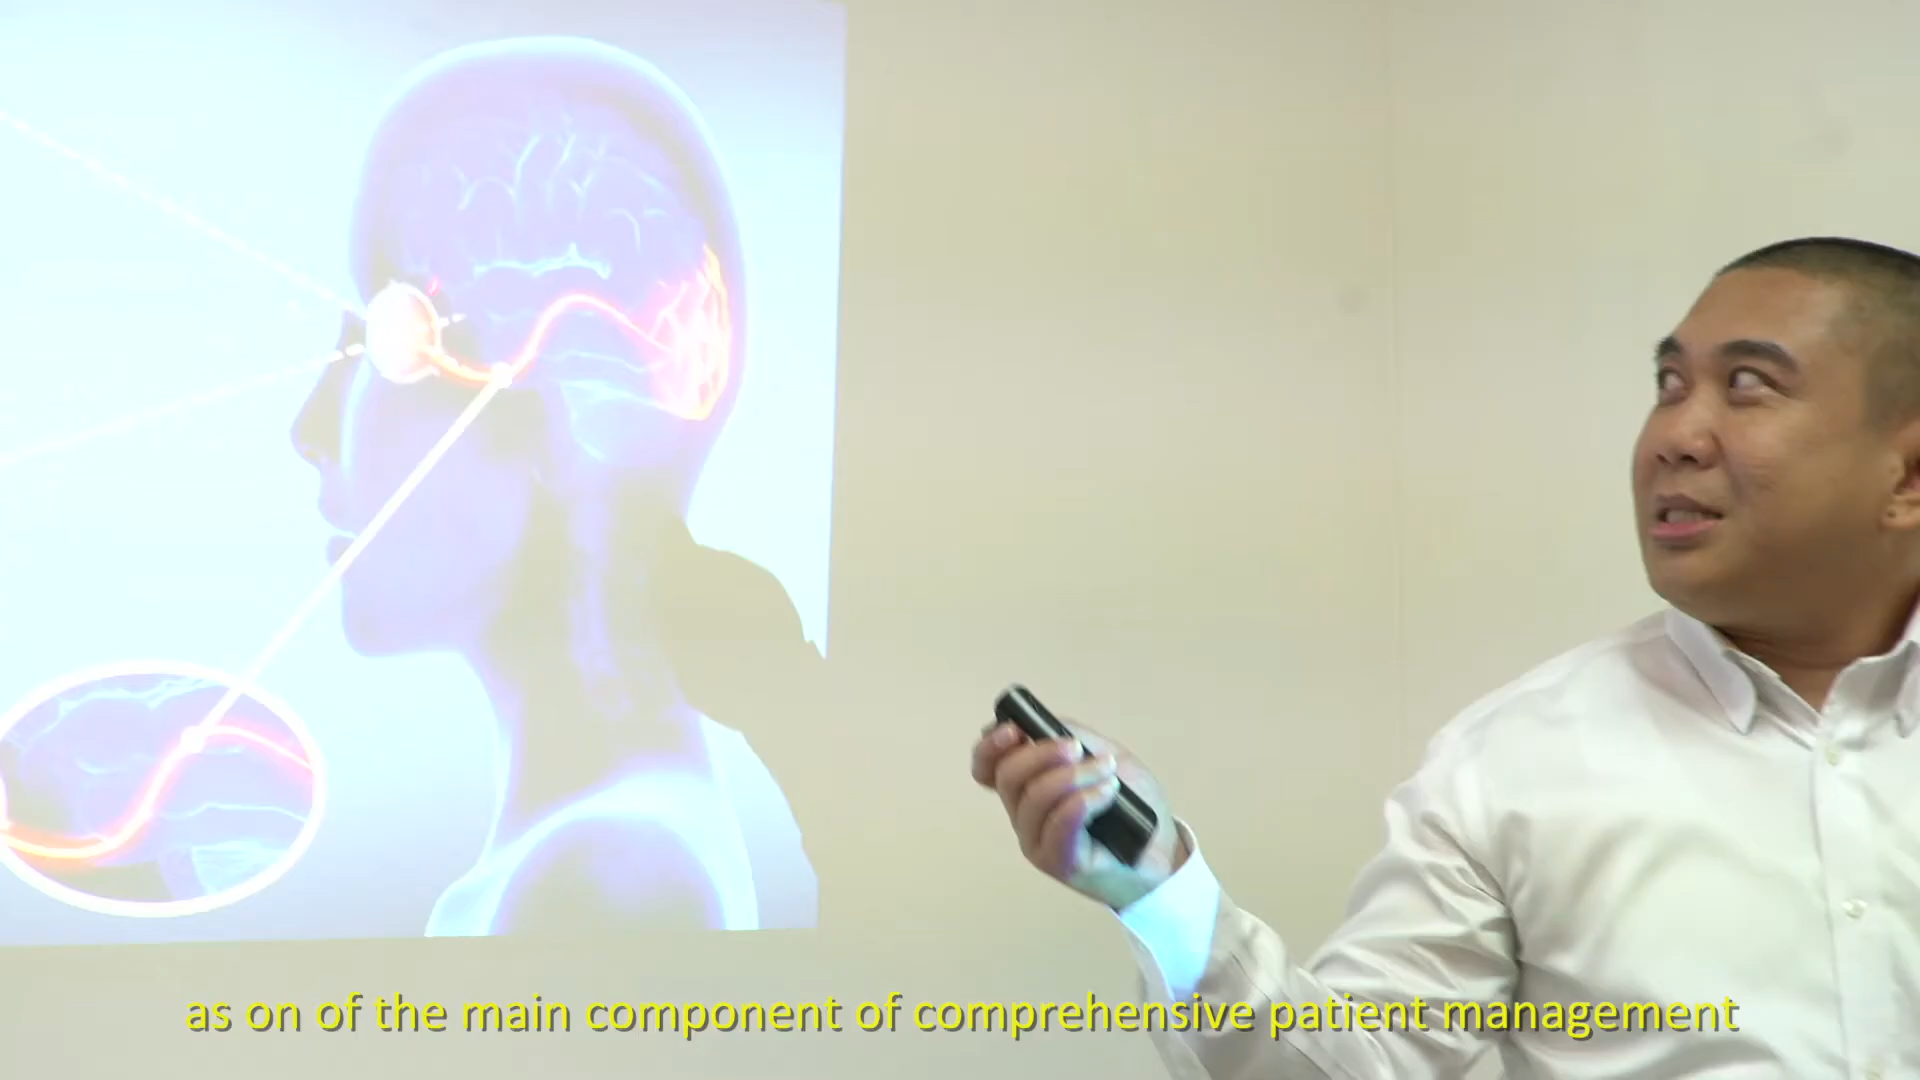 as on of the main component of comprehensive patient management